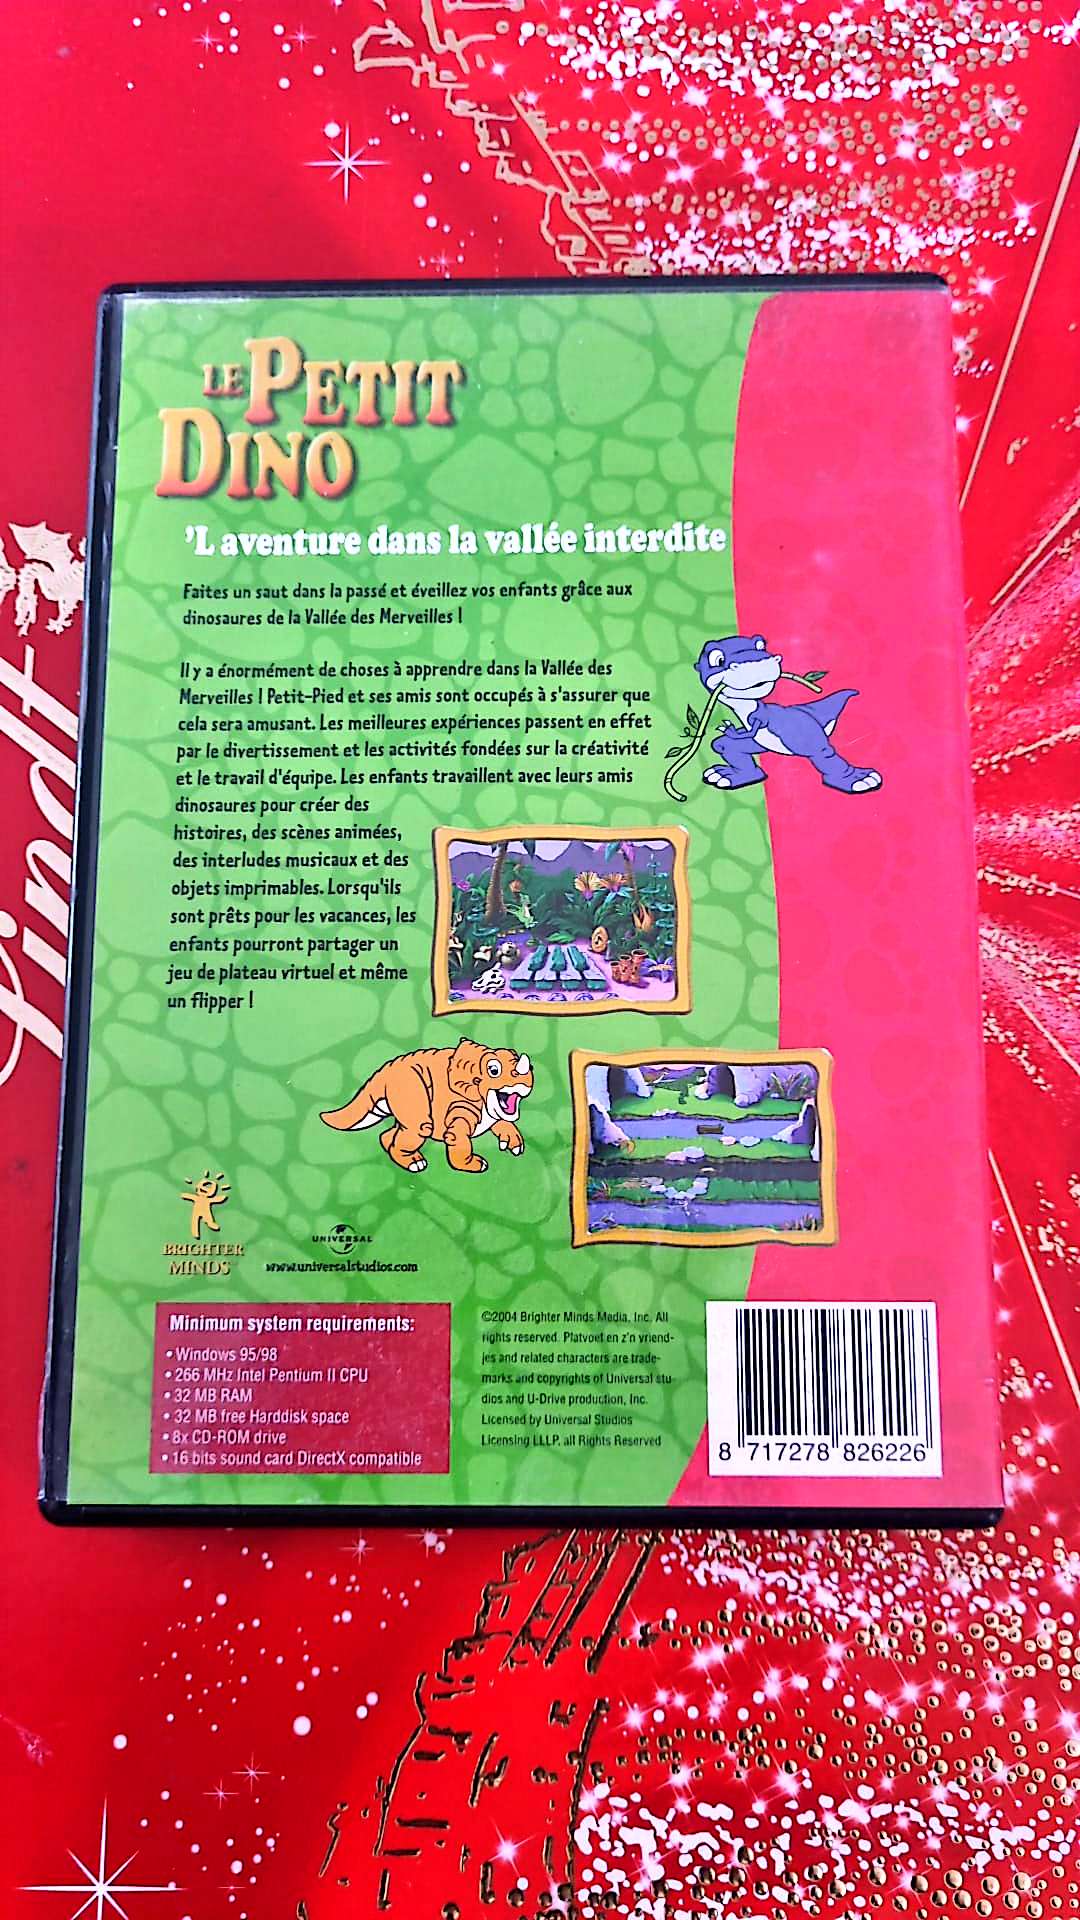 LE PETIT
DINO
'L aventure dans la vallée interdite
Faites un saut dans la passé et éveillez vos enfants grâce aux
dinosaures de la Vallée des Merveilles !
Il y a énormément de choses à apprendre dans la Vallée des
Merveilles ! Petit-Pied et ses amis sont occupés à s'assurer que
cela sera amusant. Les meilleures expériences passent en effet
par le divertissement et les activités fondées sur la créativité
et le travail d'équipe. Les enfants travaillent avec leurs amis
dinosaures pour créer des
histoires, des scènes animées,
des interludes musicaux et des
objets imprimables. Lorsqu'ils
sont prêts pour les vacances, les
enfants pourront partager un
jeu de plateau virtuel et même
un flipper !
BRIGHTER
MINDS
UNIVERSAL
www.universalstudios.com
Minimum system requirements:
• Windows 95/98
• 266 MHz Intel Pentium II CPU
• 32 MB RAM
• 32 MB free Harddisk space
• 8x CD-ROM drive
• 16 bits sound card DirectX compatible
©2004 Brighter Minds Media, Inc. All
rights reserved. Platvoet en z'n vriend-
jes and related characters are trade-
marks and copyrights of Universal stu-
dios and U-Drive production, Inc.
Licensed by Universal Studios
Licensing LLLP. all Rights Reserved
8 717278 826226
Lindt